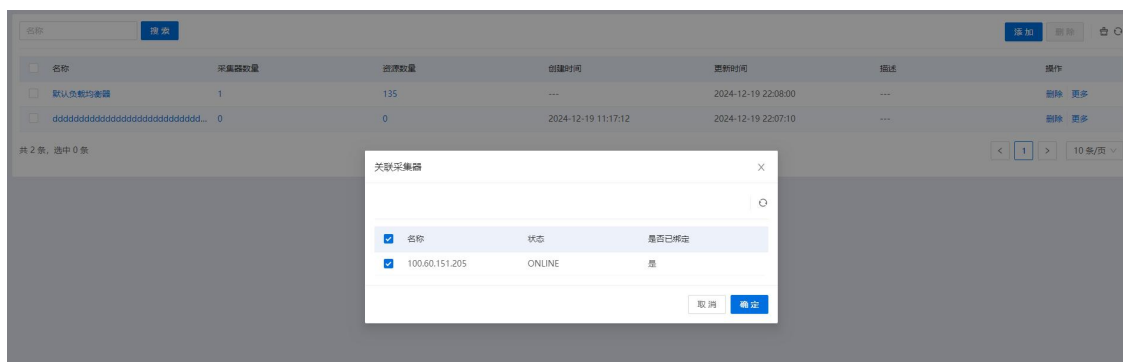 名称 搜索 添加 删除
名称 采集器数量 资源数量 创建时间 更新时间 描述 操作
默认负载均衡器 1 135 --- 2024-12-19 22:08:00 --- 删除 更多
dddddddddddddddddddddddddddd... 0 0 2024-12-19 11:17:12 2024-12-19 22:07:10 --- 删除 更多
共 2 条, 选中 0 条 < 1 > 10 条/页
关联采集器
名称 状态 是否已绑定
100.60.151.205 ONLINE 是
取消 确定